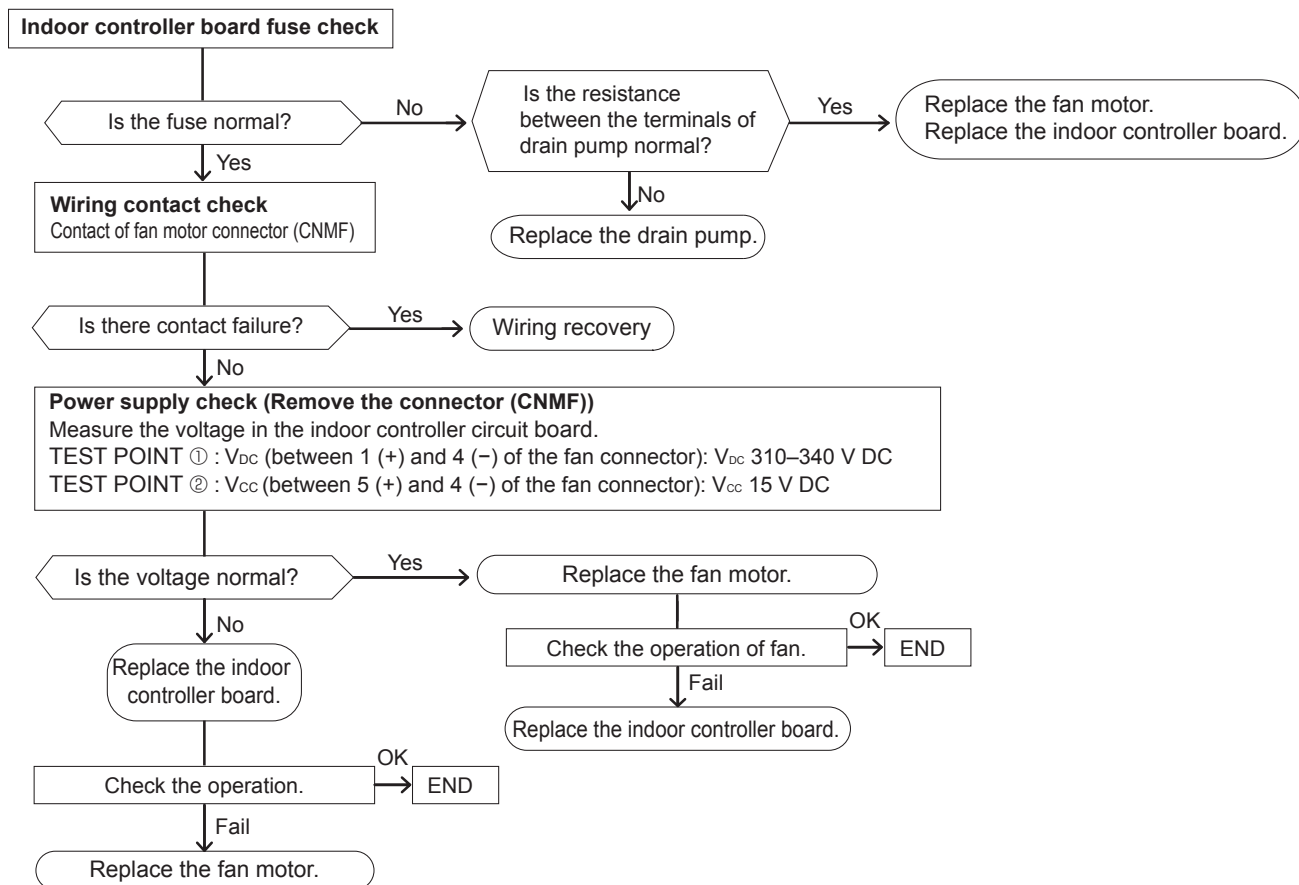 Indoor controller board fuse check
Is the fuse normal?
No
Is the resistance
between the terminals of
drain pump normal?
Yes
Replace the fan motor.
Replace the indoor controller board.
Yes
No
Replace the drain pump.
Wiring contact check
Contact of fan motor connector (CNMF)
Is there contact failure?
Yes
Wiring recovery
No
Power supply check (Remove the connector (CNMF))
Measure the voltage in the indoor controller circuit board.
TEST POINT ① : VDC (between 1 (+) and 4 (−) of the fan connector): VDC 310–340 V DC
TEST POINT ② : VCC (between 5 (+) and 4 (−) of the fan connector): VCC 15 V DC
Is the voltage normal?
Yes
Replace the fan motor.
Check the operation of fan.
OK
END
Fail
Replace the indoor controller board.
No
Replace the indoor
controller board.
Check the operation.
OK
END
Fail
Replace the fan motor.